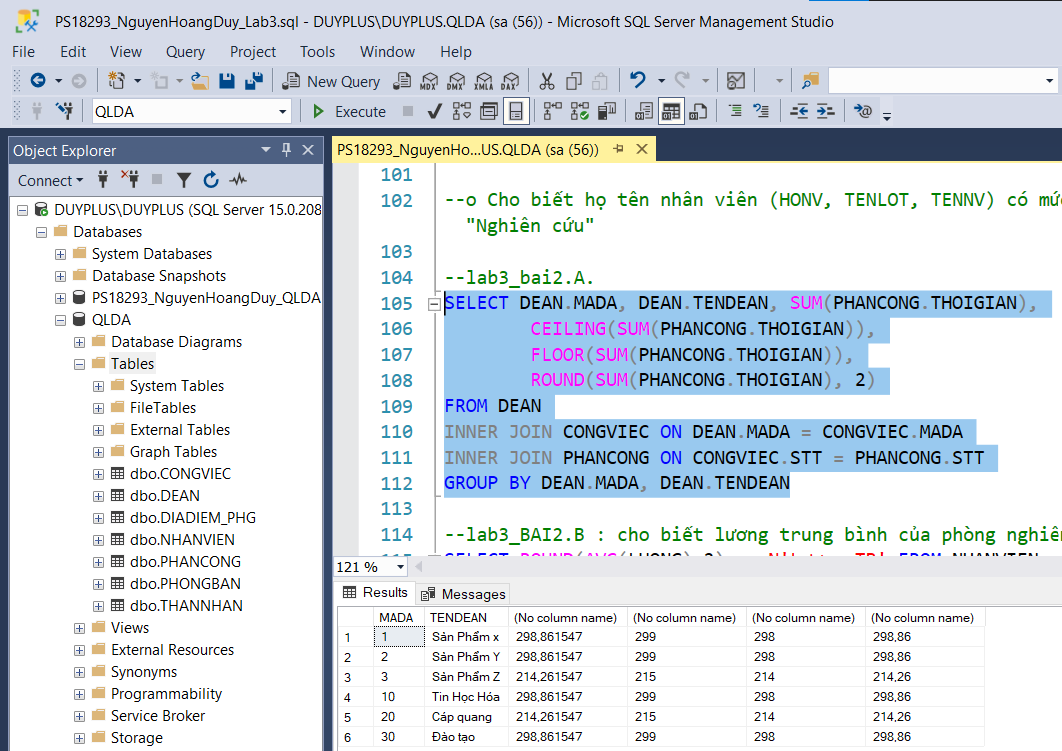 PS18293_NguyenHoangDuy_Lab3.sql - DUYPLUS\DUYPLUS.QLDA (sa (56)) - Microsoft SQL Server Management Studio
File Edit View Query Project Tools Window Help
New Query MDX DMX XMLA DAX
QLDA Execute
Object Explorer
Connect
DUYPLUS\DUYPLUS (SQL Server 15.0.208
Databases
System Databases
Database Snapshots
PS18293_NguyenHoangDuy_QLDA
QLDA
Database Diagrams
Tables
System Tables
FileTables
External Tables
Graph Tables
dbo.CONGVIEC
dbo.DEAN
dbo.DIADIEM_PHG
dbo.NHANVIEN
dbo.PHANCONG
dbo.PHONGBAN
dbo.THANNHAN
Views
External Resources
Synonyms
Programmability
Service Broker
Storage
PS18293_NguyenHo...US.QLDA (sa (56))
101
102 --o Cho biết họ tên nhân viên (HONV, TENLOT, TENNV) có mức
"Nghiên cứu"
103
104 --lab3_bai2.A.
105 SELECT DEAN.MADA, DEAN.TENDEAN, SUM(PHANCONG.THOIGIAN),
106 CEILING(SUM(PHANCONG.THOIGIAN)),
107 FLOOR(SUM(PHANCONG.THOIGIAN)),
108 ROUND(SUM(PHANCONG.THOIGIAN), 2)
109 FROM DEAN
110 INNER JOIN CONGVIEC ON DEAN.MADA = CONGVIEC.MADA
111 INNER JOIN PHANCONG ON CONGVIEC.STT = PHANCONG.STT
112 GROUP BY DEAN.MADA, DEAN.TENDEAN
113
114 --lab3_BAI2.B : cho biết lương trung bình của phòng nghiên
121 %
Results Messages
MADA TENDEAN (No column name) (No column name) (No column name) (No column name)
1 1 Sản Phẩm x 298,861547 299 298 298,86
2 2 Sản Phẩm Y 298,861547 299 298 298,86
3 3 Sản Phẩm Z 214,261547 215 214 214,26
4 10 Tin Học Hóa 298,861547 299 298 298,86
5 20 Cáp quang 214,261547 215 214 214,26
6 30 Đào tạo 298,861547 299 298 298,86